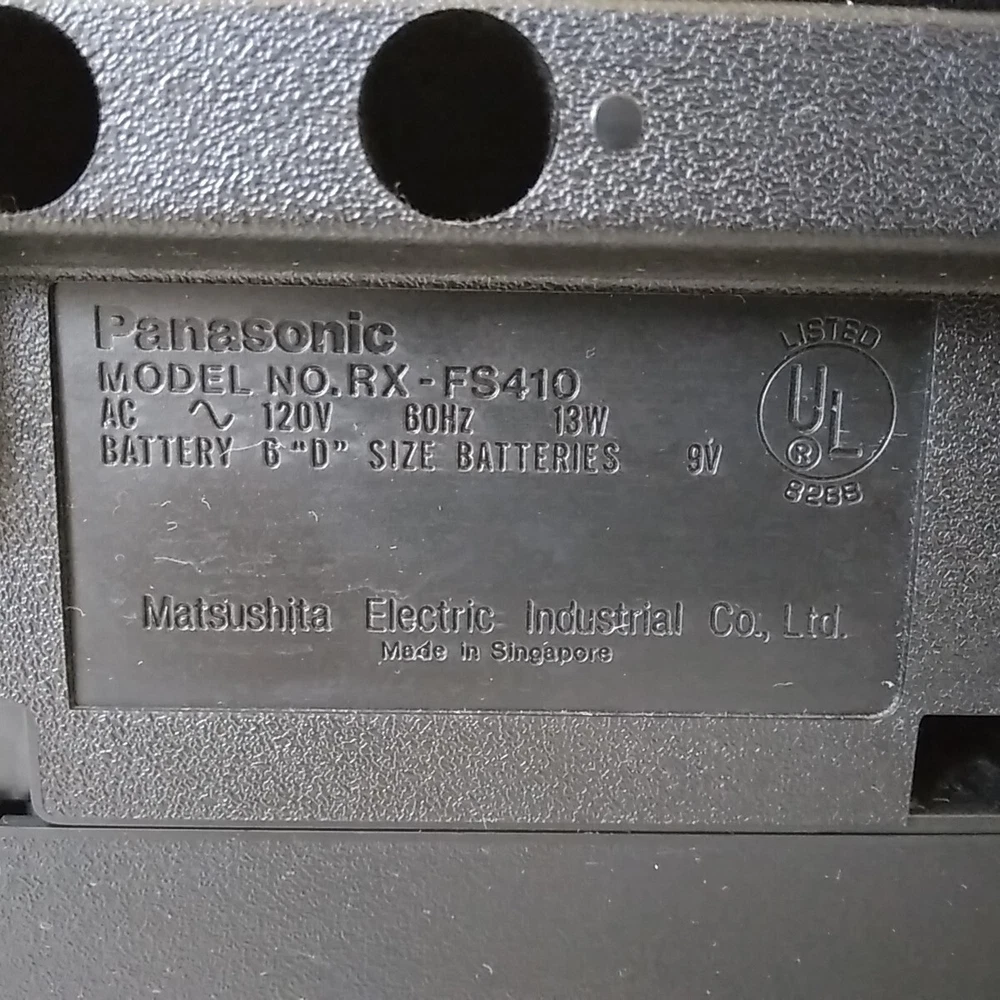 Panasonic
MODEL NO. RX-FS410
AC ∿ 120V 60HZ 13W
BATTERY 6 "D" SIZE BATTERIES 9V
LISTED
UL
®
Matsushita Electric Industrial Co., Ltd.
Made in Singapore